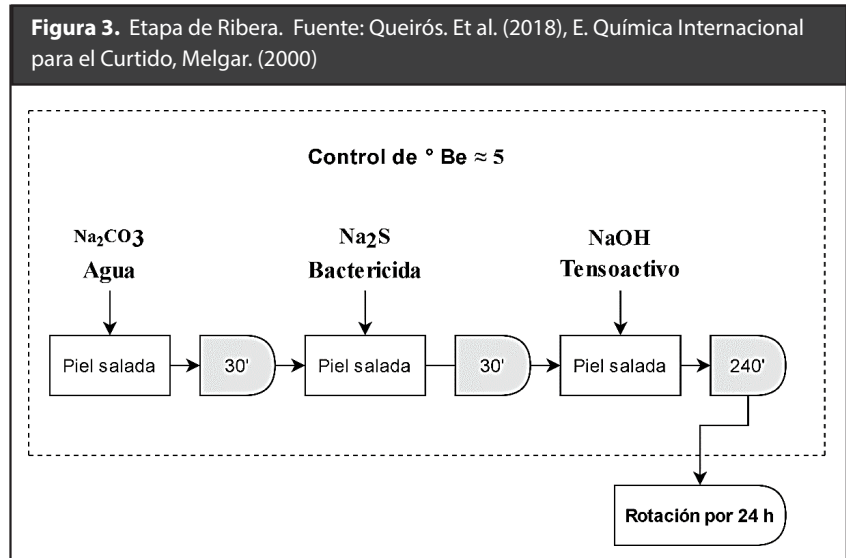 Figura 3. Etapa de Ribera. Fuente: Queirós. Et al. (2018), E. Química Internacional
para el Curtido, Melgar. (2000)
Control de ° Be ≈ 5
Na₂CO3
Agua
Na₂S
Bactericida
NaOH
Tensoactivo
Piel salada
30'
Piel salada
30'
Piel salada
240'
Rotación por 24 h